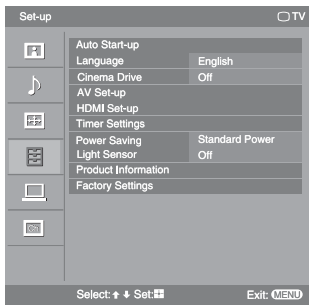 Set-up TV
Auto Start-up
Language English
Cinema Drive Off
AV Set-up
HDMI Set-up
Timer Settings
Power Saving Standard Power
Light Sensor Off
Product Information
Factory Settings
Select: Set: Exit: MENU